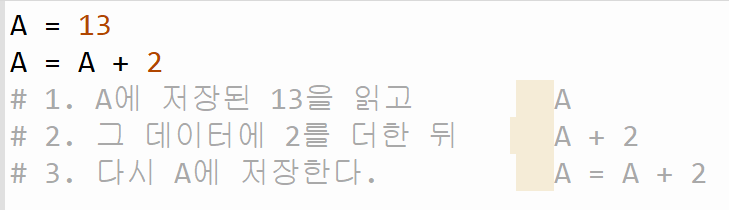 A = 13
A = A + 2
# 1. A에 저장된 13을 읽고 A
# 2. 그 데이터에 2를 더한 뒤 A + 2
# 3. 다시 A에 저장한다. A = A + 2